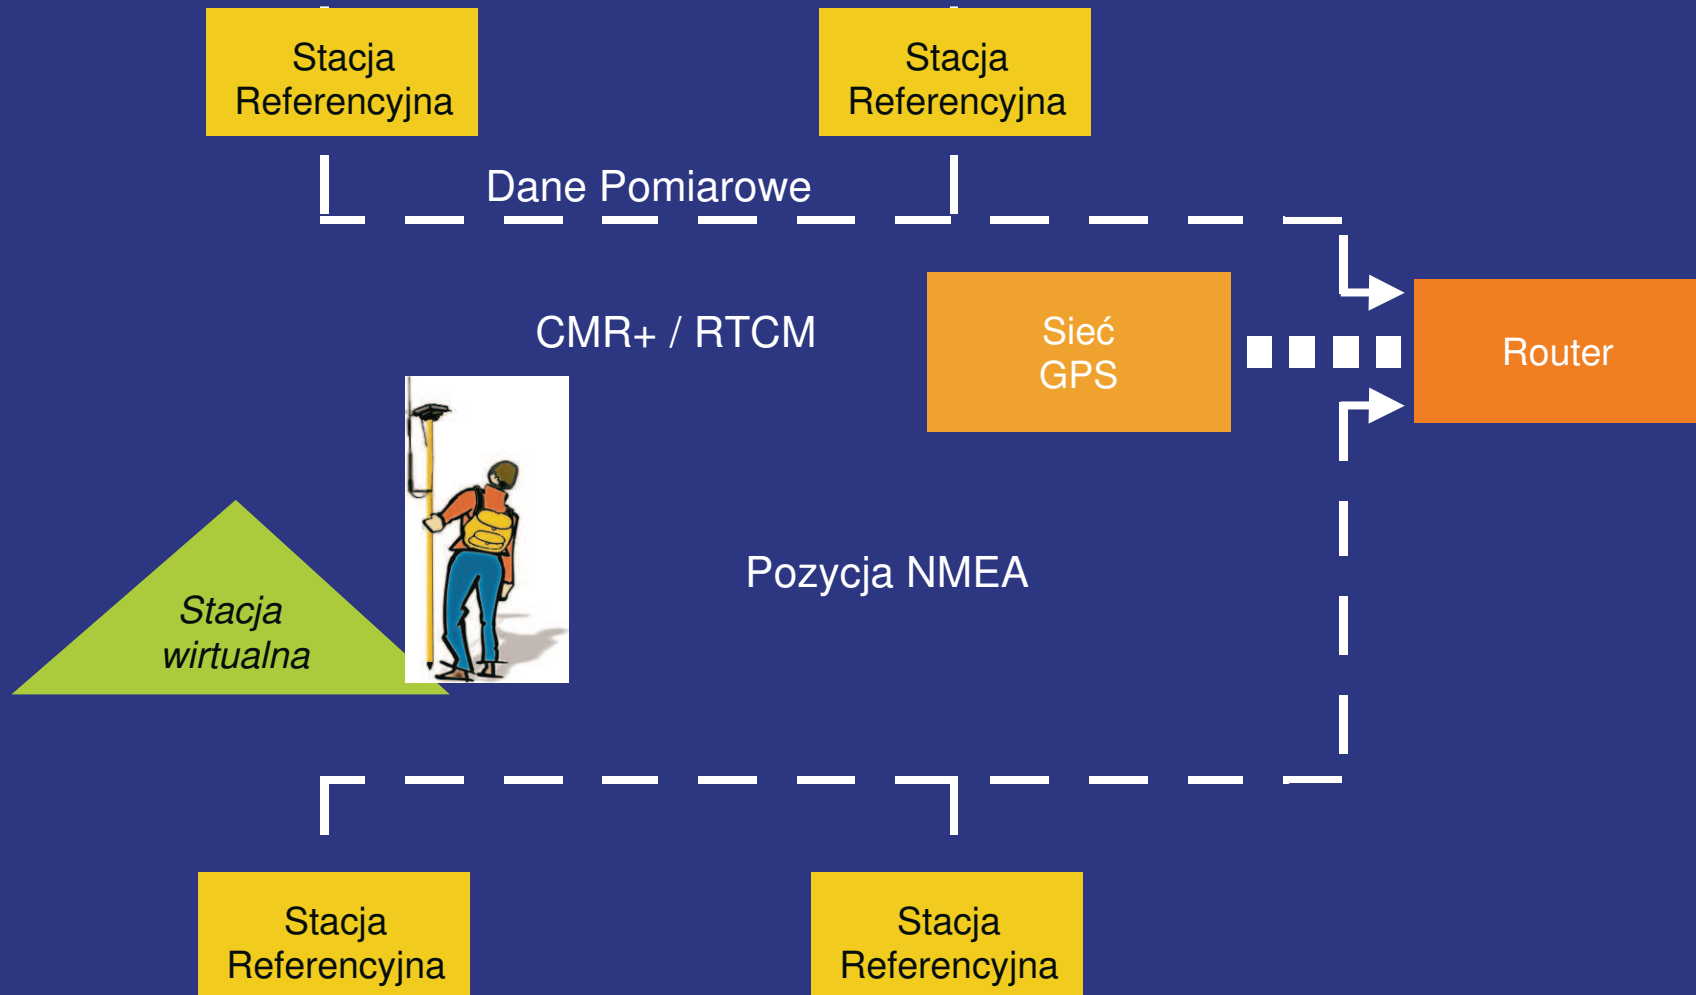 Stacja
Referencyjna
Stacja
Referencyjna
Dane Pomiarowe
CMR+ / RTCM
Sieć
GPS
Router
Pozycja NMEA
Stacja
wirtualna
Stacja
Referencyjna
Stacja
Referencyjna